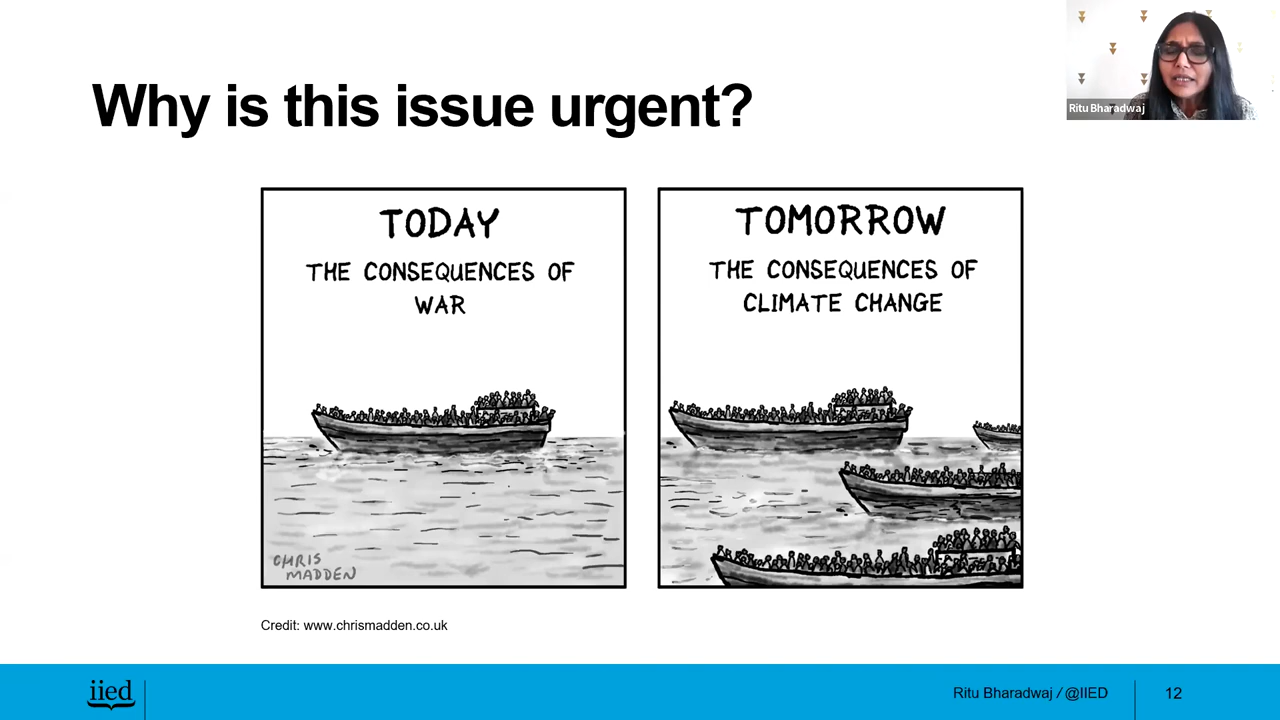 Ritu Bharadwaj
Why is this issue urgent?
TODAY
THE CONSEQUENCES OF
WAR
CHRIS
MADDEN
TOMORROW
THE CONSEQUENCES OF
CLIMATE CHANGE
Credit: www.chrismadden.co.uk
iied
Ritu Bharadwaj / @IIED
12